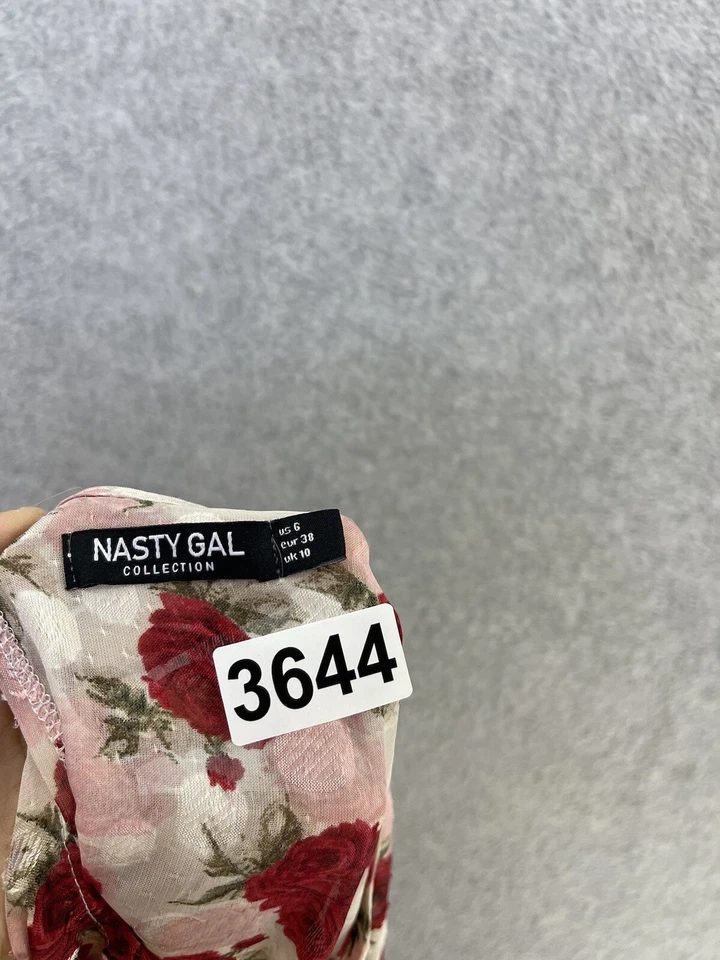 NASTY GAL
COLLECTION
US 6
eur 38
uk 10
3644